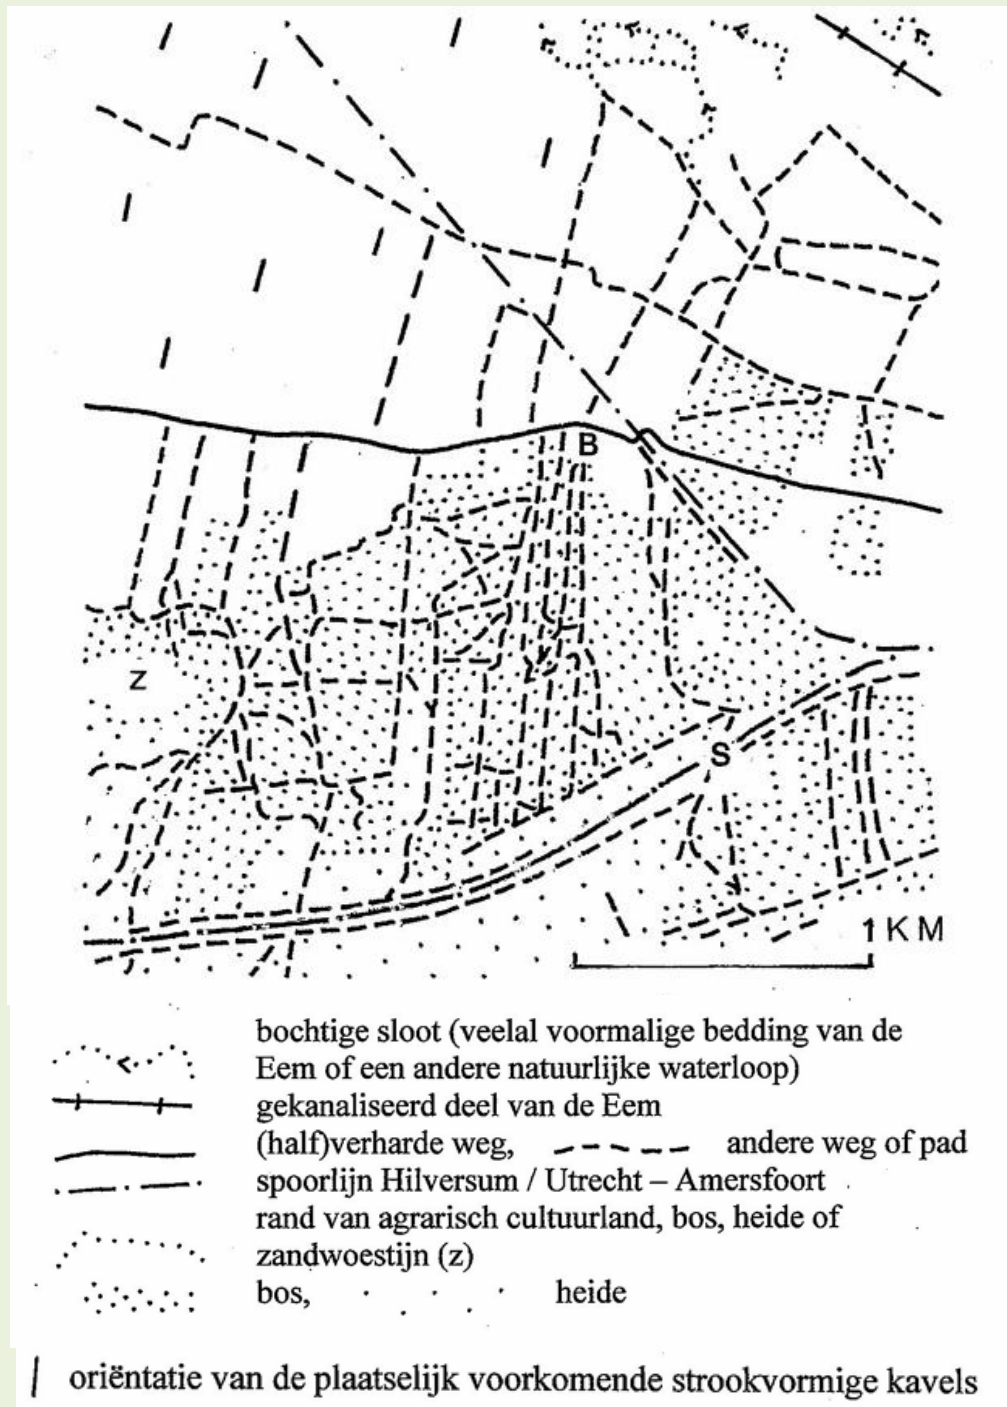 B
Z
S
1 KM
bochtige sloot (veelal voormalige bedding van de
Eem of een andere natuurlijke waterloop)
gekanaliseerd deel van de Eem
(half)verharde weg, andere weg of pad
spoorlijn Hilversum / Utrecht – Amersfoort
rand van agrarisch cultuurland, bos, heide of
zandwoestijn (z)
bos, heide
oriëntatie van de plaatselijk voorkomende strookvormige kavels